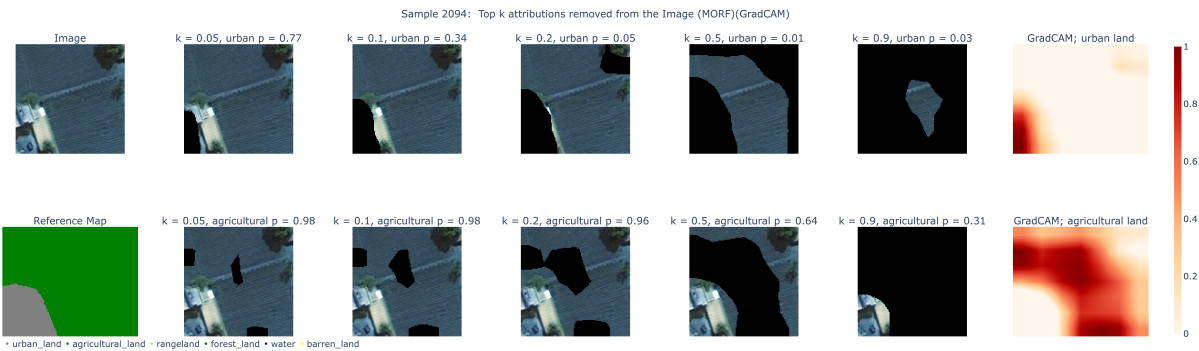 Sample 2094:  Top k attributions removed from the Image (MORF)(GradCAM)
Image
k = 0.05, urban p = 0.77
k = 0.1, urban p = 0.34
k = 0.2, urban p = 0.05
k = 0.5, urban p = 0.01
k = 0.9, urban p = 0.03
GradCAM; urban land
1
0.8
0.6
0.4
0.2
0
Reference Map
k = 0.05, agricultural p = 0.98
k = 0.1, agricultural p = 0.98
k = 0.2, agricultural p = 0.96
k = 0.5, agricultural p = 0.64
k = 0.9, agricultural p = 0.31
GradCAM; agricultural land
• urban_land • agricultural_land • rangeland • forest_land • water • barren_land